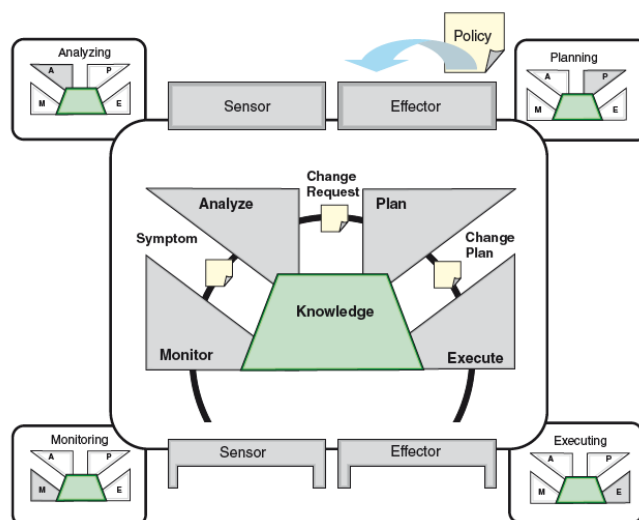 Analyzing
A
P
M
E
Policy
Planning
A
P
M
E
Sensor
Effector
Change
Request
Analyze
Plan
Symptom
Change
Plan
Knowledge
Monitor
Execute
Monitoring
A
P
M
E
Sensor
Effector
Executing
A
P
M
E